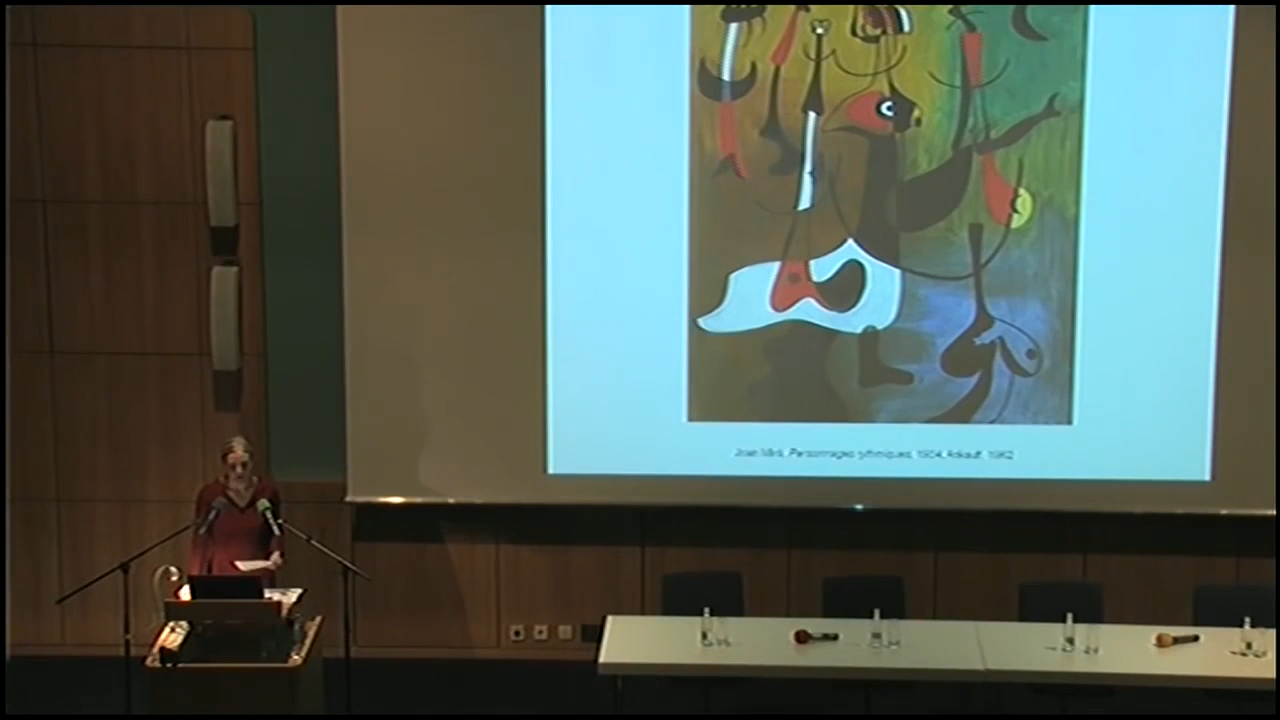 Joan Miró, Personnages rythmiques, 1934, Ankauf, 1962